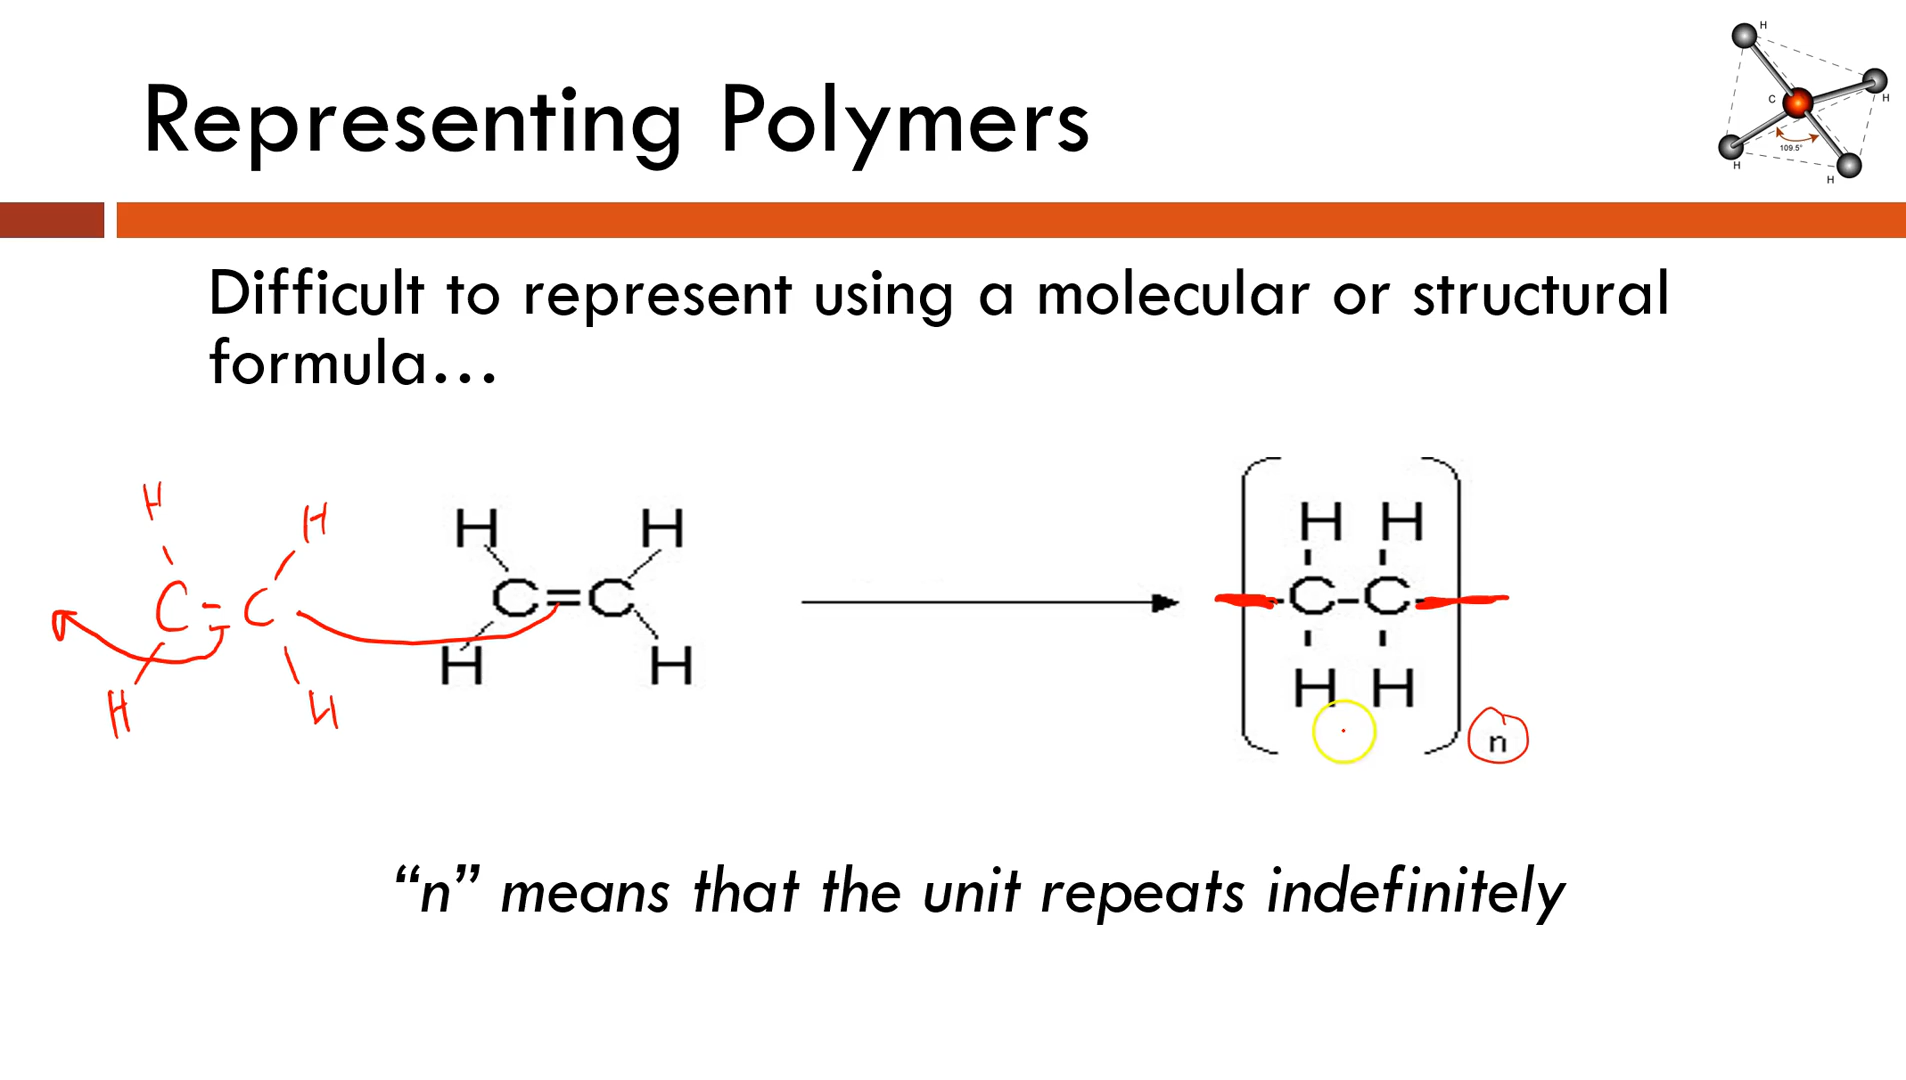 H
H
C
H
109.5°
H
Representing Polymers
Difficult to represent using a molecular or structural
formula...
H H H H H H
C = C C=C C-C
H H H H H H
n
“n” means that the unit repeats indefinitely